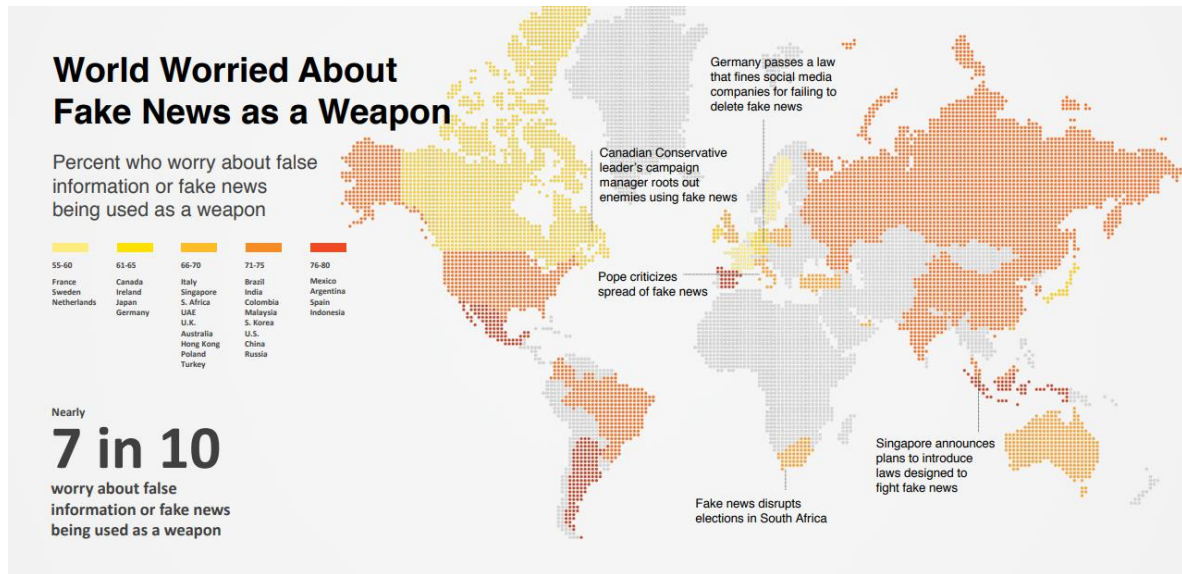 World Worried About
Fake News as a Weapon
Percent who worry about false
information or fake news
being used as a weapon
55-60
France
Sweden
Netherlands
61-65
Canada
Ireland
Japan
Germany
66-70
Italy
Singapore
S. Africa
UAE
U.K.
Australia
Hong Kong
Poland
Turkey
71-75
Brazil
India
Colombia
Malaysia
S. Korea
U.S.
China
Russia
76-80
Mexico
Argentina
Spain
Indonesia
Nearly
7 in 10
worry about false
information or fake news
being used as a weapon
Germany passes a law
that fines social media
companies for failing to
delete fake news
Canadian Conservative
leader's campaign
manager roots out
enemies using fake news
Pope criticizes
spread of fake news
Singapore announces
plans to introduce
laws designed to
fight fake news
Fake news disrupts
elections in South Africa